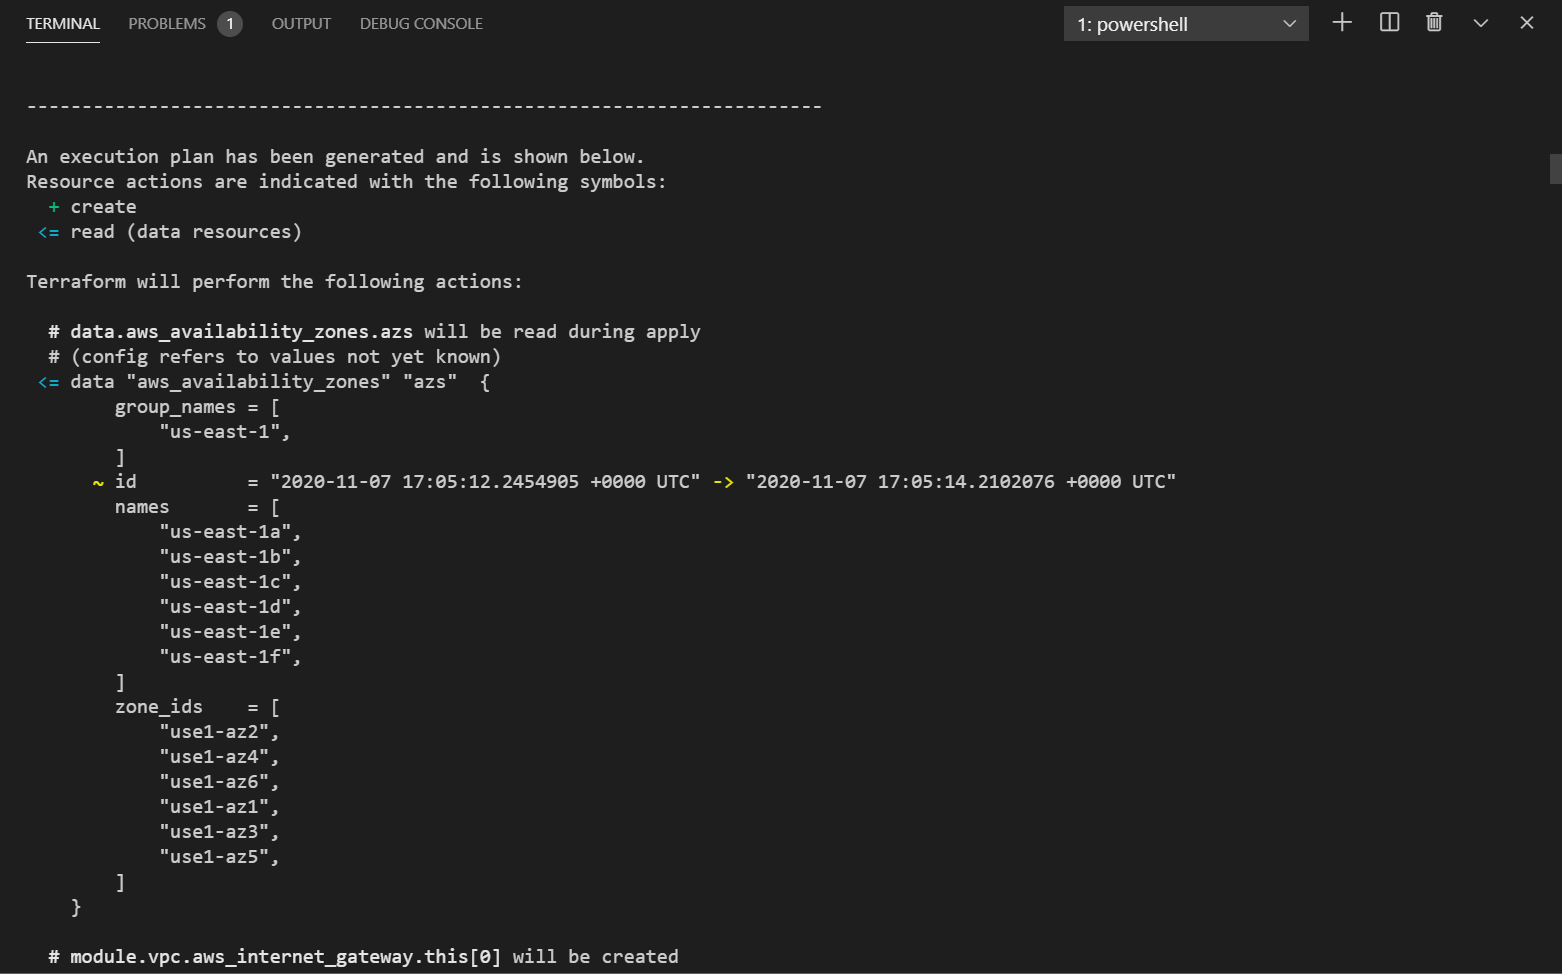 TERMINAL PROBLEMS 1 OUTPUT DEBUG CONSOLE 1: powershell
------------------------------------------------------------------------
An execution plan has been generated and is shown below.
Resource actions are indicated with the following symbols:
  + create
 <= read (data resources)

Terraform will perform the following actions:

  # data.aws_availability_zones.azs will be read during apply
  # (config refers to values not yet known)
 <= data "aws_availability_zones" "azs"  {
        group_names = [
            "us-east-1",
        ]
      ~ id          = "2020-11-07 17:05:12.2454905 +0000 UTC" -> "2020-11-07 17:05:14.2102076 +0000 UTC"
        names       = [
            "us-east-1a",
            "us-east-1b",
            "us-east-1c",
            "us-east-1d",
            "us-east-1e",
            "us-east-1f",
        ]
        zone_ids    = [
            "use1-az2",
            "use1-az4",
            "use1-az6",
            "use1-az1",
            "use1-az3",
            "use1-az5",
        ]
    }

  # module.vpc.aws_internet_gateway.this[0] will be created